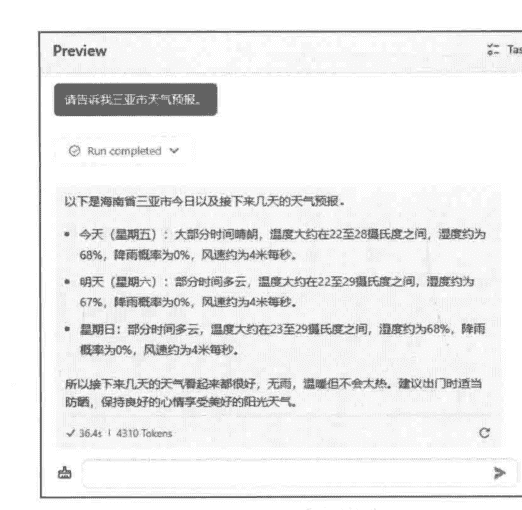 Preview
Tas
请告诉我三亚市天气预报。
Run completed
以下是海南省三亚市今日以及接下来几天的天气预报。
• 今天（星期五）：大部分时间晴朗，温度大约在22至28摄氏度之间，湿度约为
68%，降雨概率为0%，风速约为4米每秒。
• 明天（星期六）：部分时间多云，温度大约在22至29摄氏度之间，湿度约为
67%，降雨概率为0%，风速约为4米每秒。
• 星期日：部分时间多云，温度大约在23至29摄氏度之间，湿度约为68%，降雨
概率为0%，风速约为4米每秒。
所以接下来几天的天气看起来都很好，无雨，温暖但不会太热。建议出门时适当
防晒，保持良好的心情享受美好的阳光天气。
36.4s | 4310 Tokens